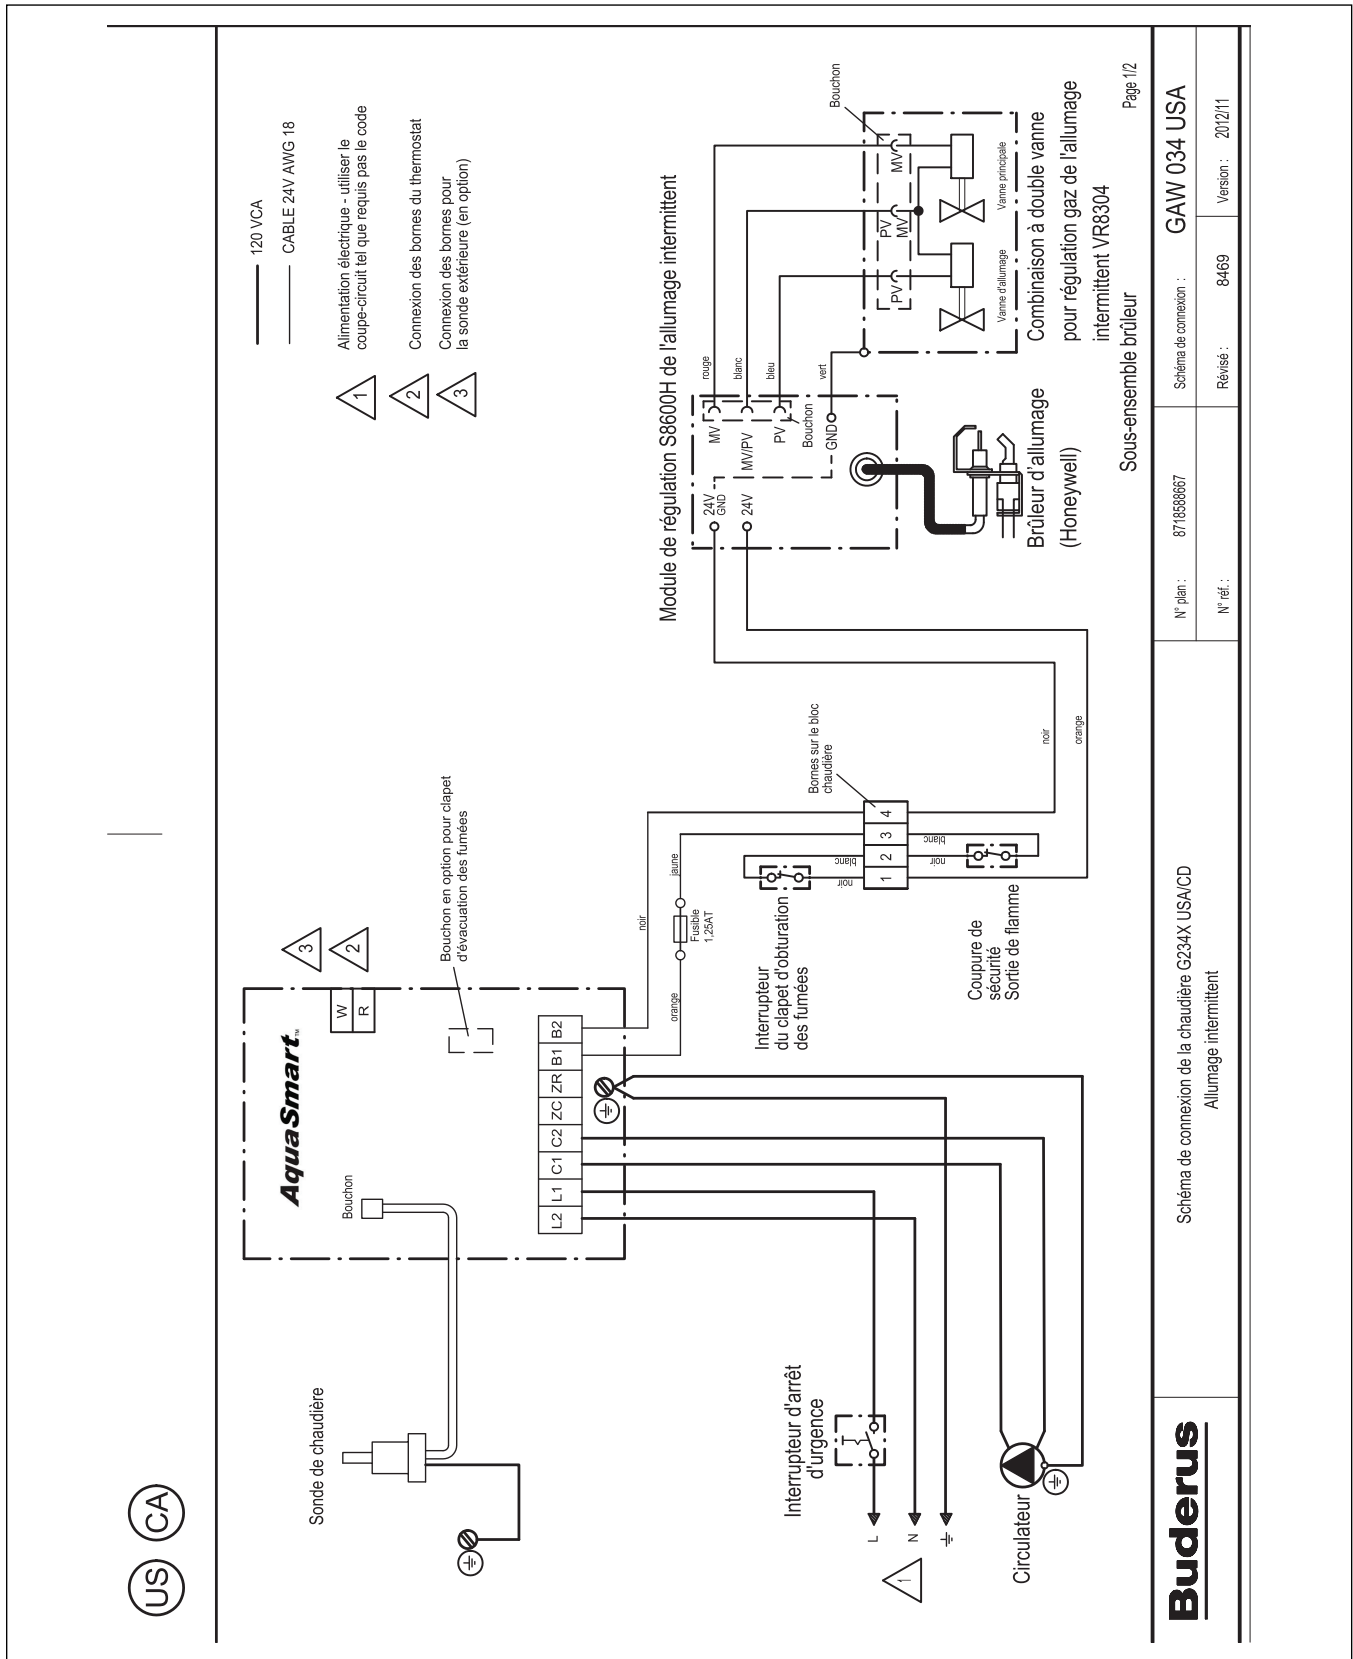 US
CA
120 VCA
CABLE 24V AWG 18
1
Alimentation électrique - utiliser le
coupe-circuit tel que requis pas le code
2
Connexion des bornes du thermostat
3
Connexion des bornes pour
la sonde extérieure (en option)
Sonde de chaudière
Bouchon
AquaSmart™
W
R
3
2
Bouchon en option pour clapet
d'évacuation des fumées
L2
L1
C1
C2
ZC
ZR
B1
B2
orange
Fusible
1,25AT
jaune
noir
Interrupteur
du clapet d'obturation
des fumées
noir
blanc
Bornes sur le bloc
chaudière
1
2
3
4
noir
blanc
Coupure de
sécurité
Sortie de flamme
noir
orange
Interrupteur d'arrêt
d'urgence
L
N
1
Circulateur
Module de régulation S8600H de l'allumage intermittent
24V
GND
24V
MV
MV/PV
PV
Bouchon
GND
rouge
blanc
bleu
vert
Bouchon
MV
PV
MV
PV
Vanne principale
Vanne d'allumage
Brûleur d'allumage
(Honeywell)
Combinaison à double vanne
pour régulation gaz de l'allumage
intermittent VR8304
Sous-ensemble brûleur
Page 1/2
Buderus
Schéma de connexion de la chaudière G234X USA/CD
Allumage intermittent
N° plan :
8718588667
Schéma de connexion :
GAW 034 USA
N° réf. :
Révisé :
8469
Version :
2012/11